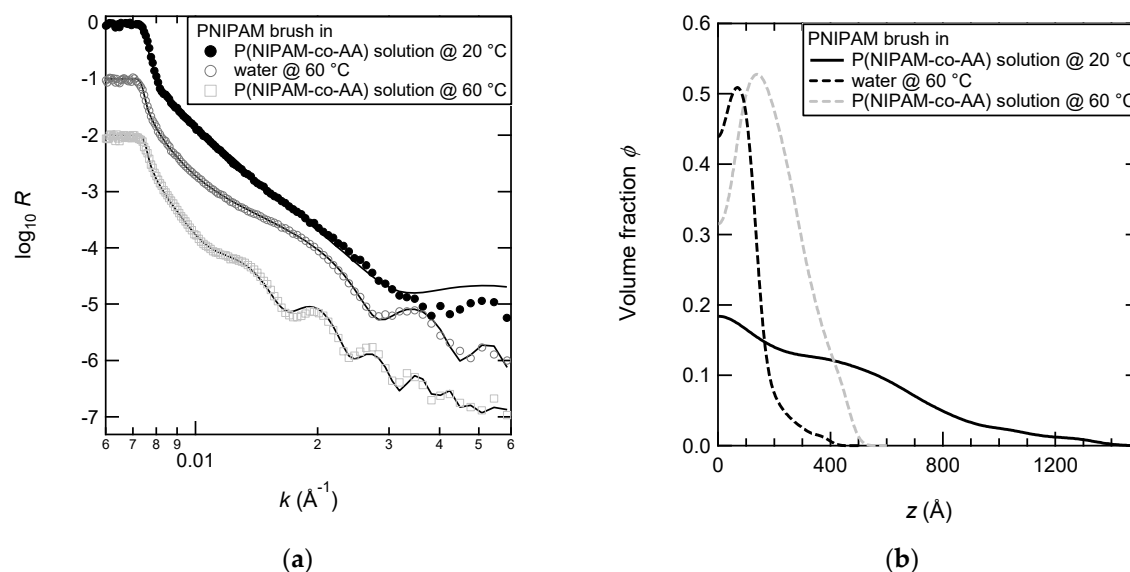 PNIPAM brush in
P(NIPAM-co-AA) solution @ 20 °C
water @ 60 °C
P(NIPAM-co-AA) solution @ 60 °C
0
-1
-2
-3
-4
-5
-6
-7
log₁₀ R
6 7 8 9 2 3 4 5 6
0.01
k (Å⁻¹)
(a)
PNIPAM brush in
P(NIPAM-co-AA) solution @ 20 °C
water @ 60 °C
P(NIPAM-co-AA) solution @ 60 °C
0.6
0.5
0.4
0.3
0.2
0.1
0.0
Volume fraction ϕ
0 400 800 1200
z (Å)
(b)